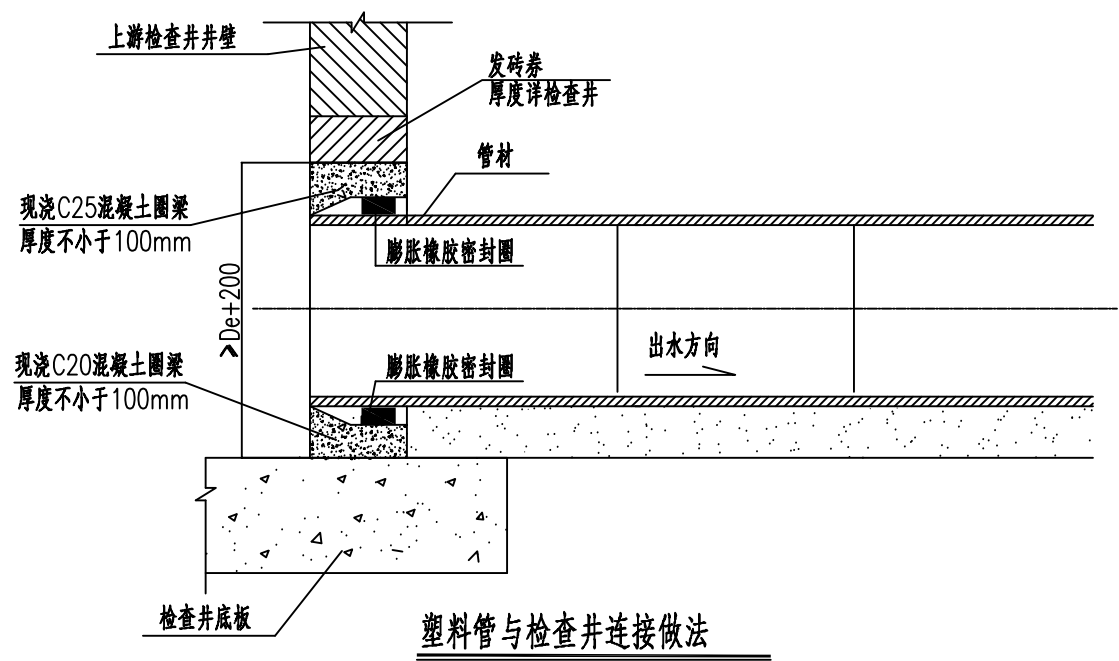 上游检查井井壁
发砖券
厚度详检查井
管材
现浇C25混凝土圈梁
厚度不小于100mm
膨胀橡胶密封圈
>De+200
出水方向
现浇C20混凝土圈梁
厚度不小于100mm
膨胀橡胶密封圈
检查井底板
塑料管与检查井连接做法